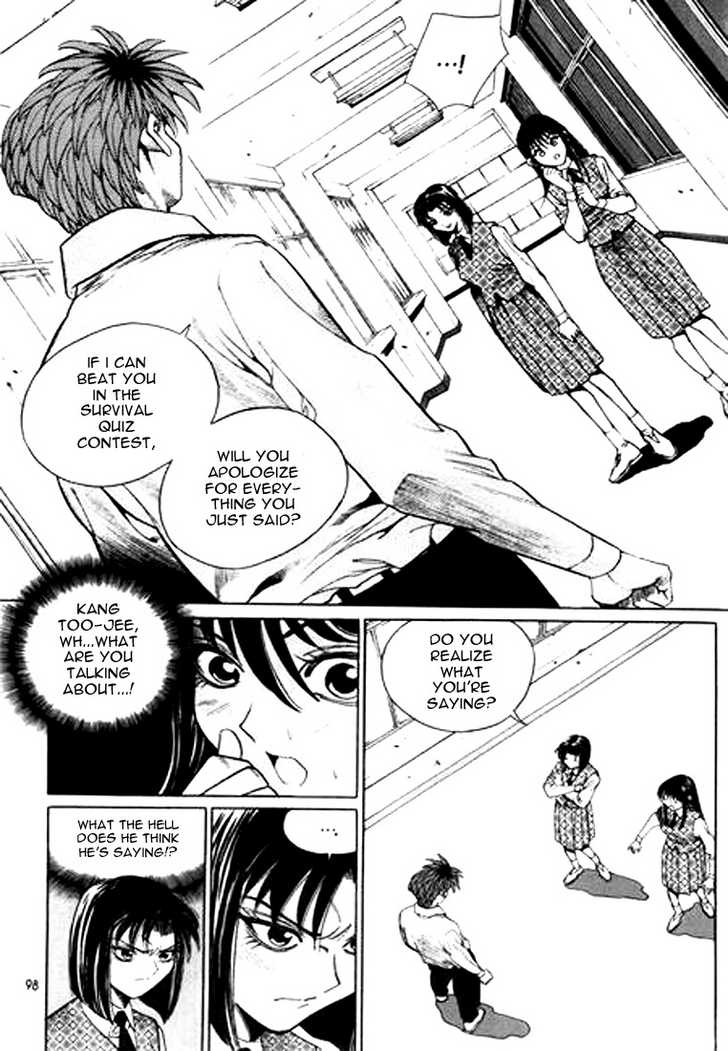 ...!
IF I CAN
BEAT YOU
IN THE
SURVIVAL
QUIZ
CONTEST,
WILL YOU
APOLOGIZE
FOR EVERY-
THING YOU
JUST SAID?
KANG
TOO-JEE,
WH...WHAT
ARE YOU
TALKING
ABOUT...!
DO YOU
REALIZE
WHAT
YOU'RE
SAYING?
WHAT THE HELL
DOES HE THINK
HE'S SAYING!?
...
98